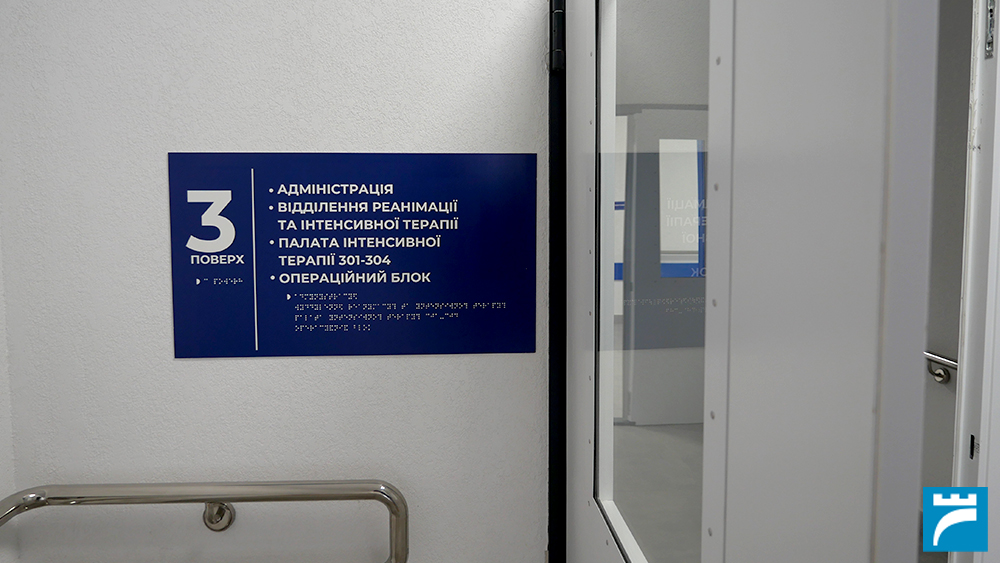 3
ПОВЕРХ
• АДМІНІСТРАЦІЯ
• ВІДДІЛЕННЯ РЕАНІМАЦІЇ
ТА ІНТЕНСИВНОЇ ТЕРАПІЇ
• ПАЛАТА ІНТЕНСИВНОЇ
ТЕРАПІЇ 301-304
• ОПЕРАЦІЙНИЙ БЛОК